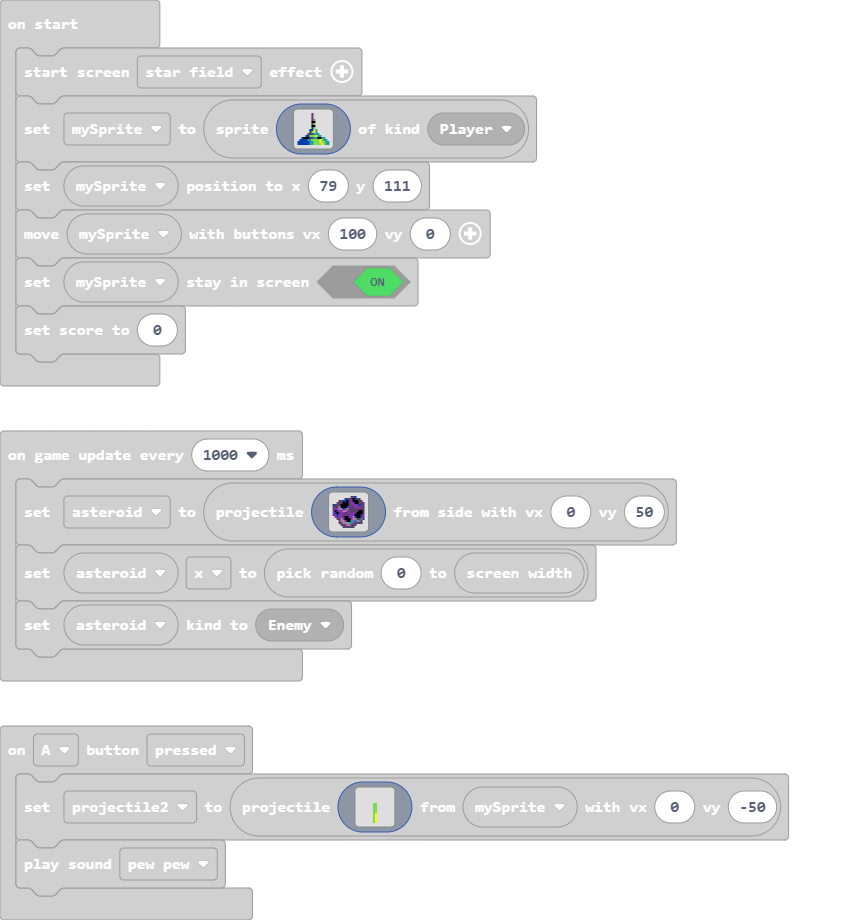 on start
start screen star field effect
set mySprite to sprite of kind Player
set mySprite position to x 79 y 111
move mySprite with buttons vx 100 vy 0
set mySprite stay in screen ON
set score to 0
on game update every 1000 ms
set asteroid to projectile from side with vx 0 vy 50
set asteroid x to pick random 0 to screen width
set asteroid kind to Enemy
on A button pressed
set projectile2 to projectile from mySprite with vx 0 vy -50
play sound pew pew